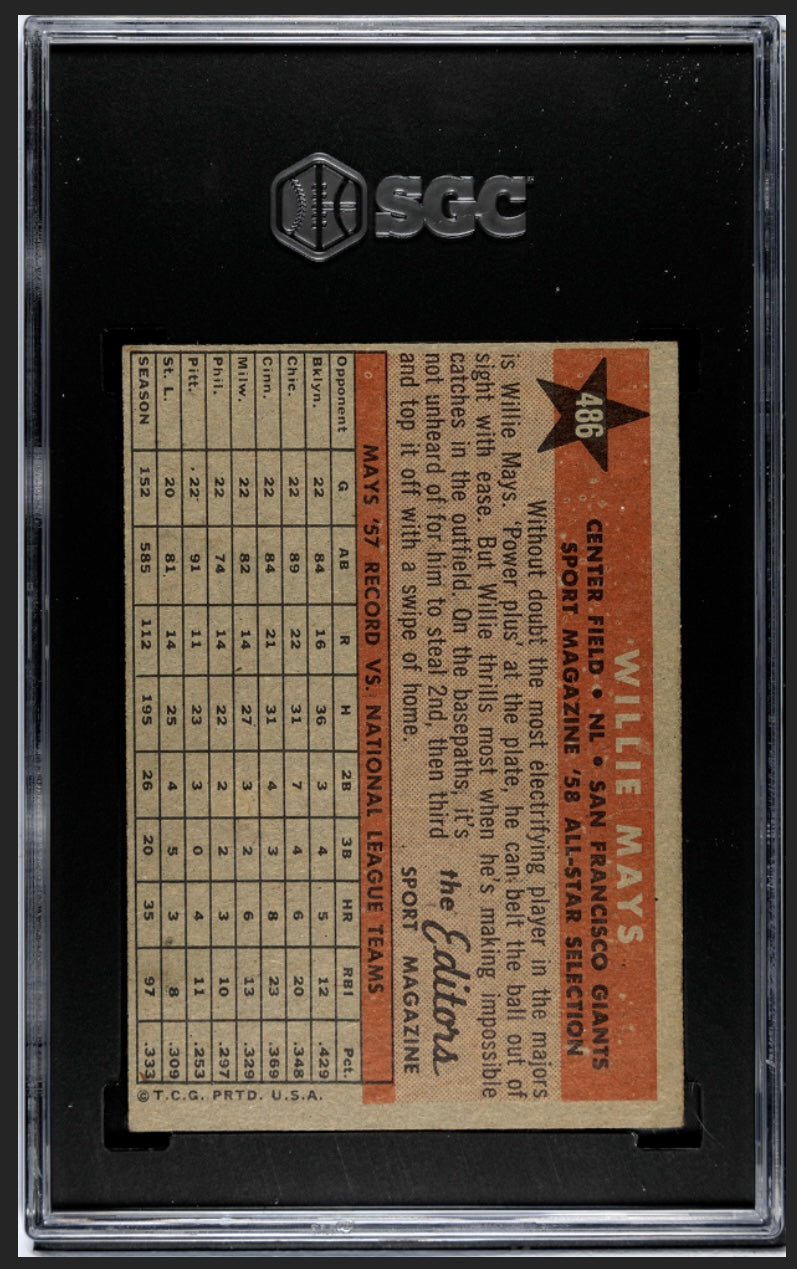 SGC
486
WILLIE MAYS
CENTER FIELD • NL • SAN FRANCISCO GIANTS
SPORT MAGAZINE '58 ALL-STAR SELECTION
Without doubt, the most electrifying player in the majors
is Willie Mays. 'Power plus' at the plate, he can belt the ball out of
sight with ease. But Willie thrills most when he's making impossible
catches in the outfield. On the basepaths, it's
not unheard of for him to steal 2nd, then third
and top it off with a swipe of home.
the Editors
SPORT MAGAZINE
MAYS '57 RECORD VS. NATIONAL LEAGUE TEAMS
Opponent G AB R H 2B 3B HR RBI Pct.
Bklyn. 22 84 16 36 3 4 5 12 .429
Chic. 22 89 22 31 7 4 6 20 .348
Cinn. 22 84 21 31 4 3 8 23 .369
Milw. 22 82 14 27 3 2 6 13 .329
Phil. 22 74 14 22 2 2 3 10 .297
Pitt. 22 91 11 23 3 0 4 11 .253
St. L. 20 81 14 25 4 5 3 8 .309
SEASON 152 585 112 195 26 20 35 97 .333
©T.C.G. PRTD. U.S.A.